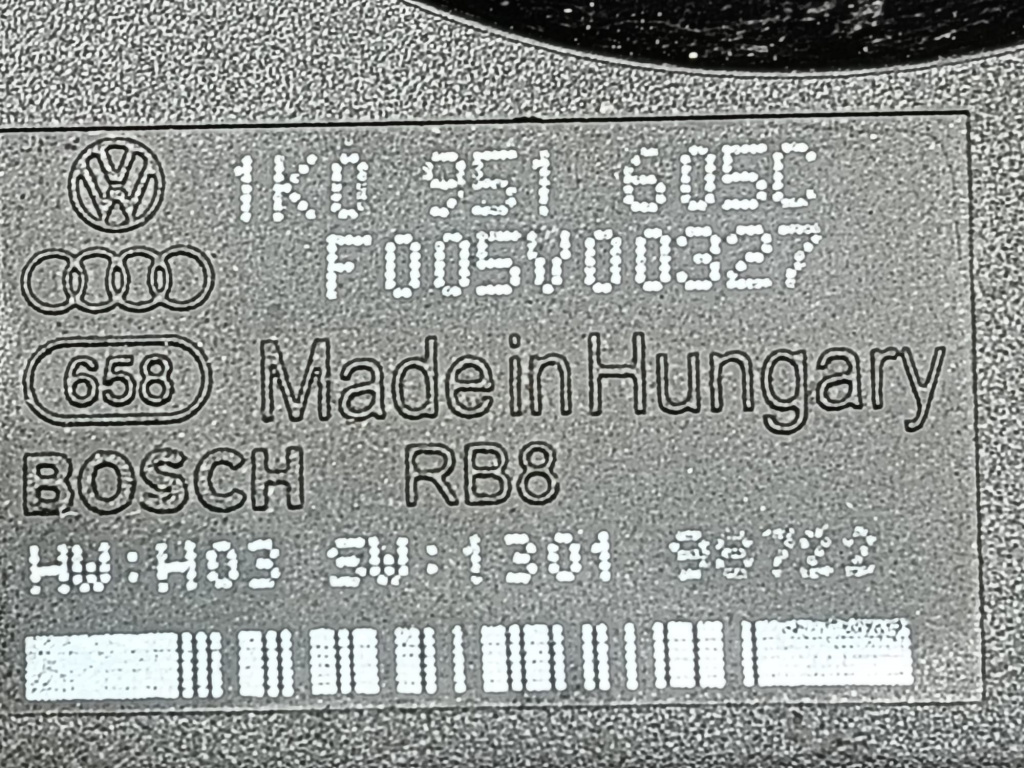 1K0 951 605C
F005V00327
658 Made in Hungary
BOSCH RB8
HW:H03 SW:1301